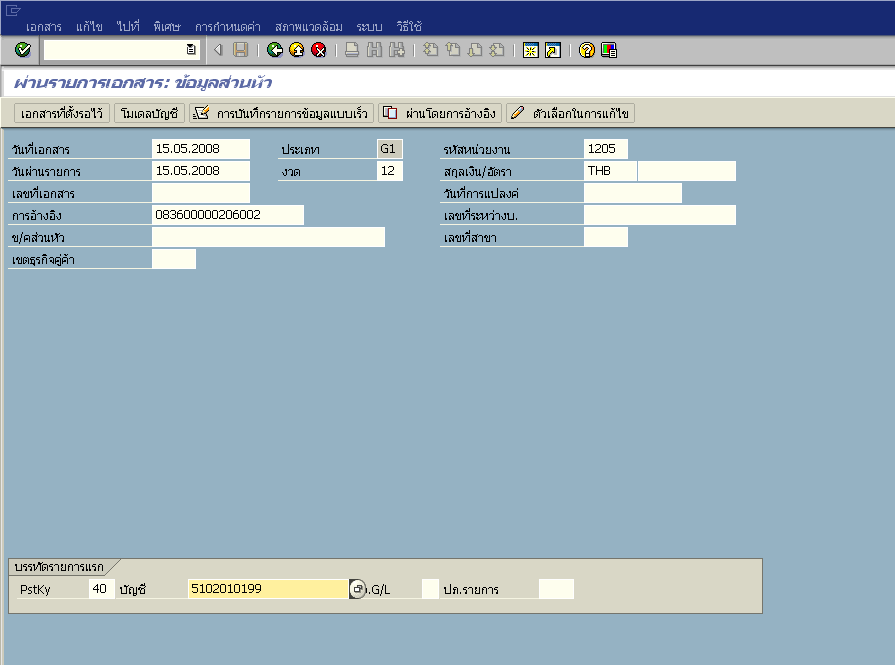 เอกสาร แก้ไข ไปที่ พิเศษ การกำหนดค่า สภาพแวดล้อม ระบบ วิธีใช้
ผ่านรายการเอกสาร: ข้อมูลส่วนหัว
เอกสารที่ตั้งรอไว้ โมเดลบัญชี การบันทึกรายการข้อมูลแบบเร็ว ผ่านโดยการอ้างอิง ตัวเลือกในการแก้ไข
วันที่เอกสาร 15.05.2008 ประเภท G1 รหัสหน่วยงาน 1205
วันผ่านรายการ 15.05.2008 งวด 12 สกุลเงิน/อัตรา THB
เลขที่เอกสาร วันที่การแปลงค่
การอ้างอิง 083600000206002 เลขที่ระหว่างบ.
ข/คส่วนหัว เลขที่สาขา
เขตธุรกิจคู่ค้า
บรรทัดรายการแรก
PstKy 40 บัญชี 5102010199 .G/L ปภ.รายการ